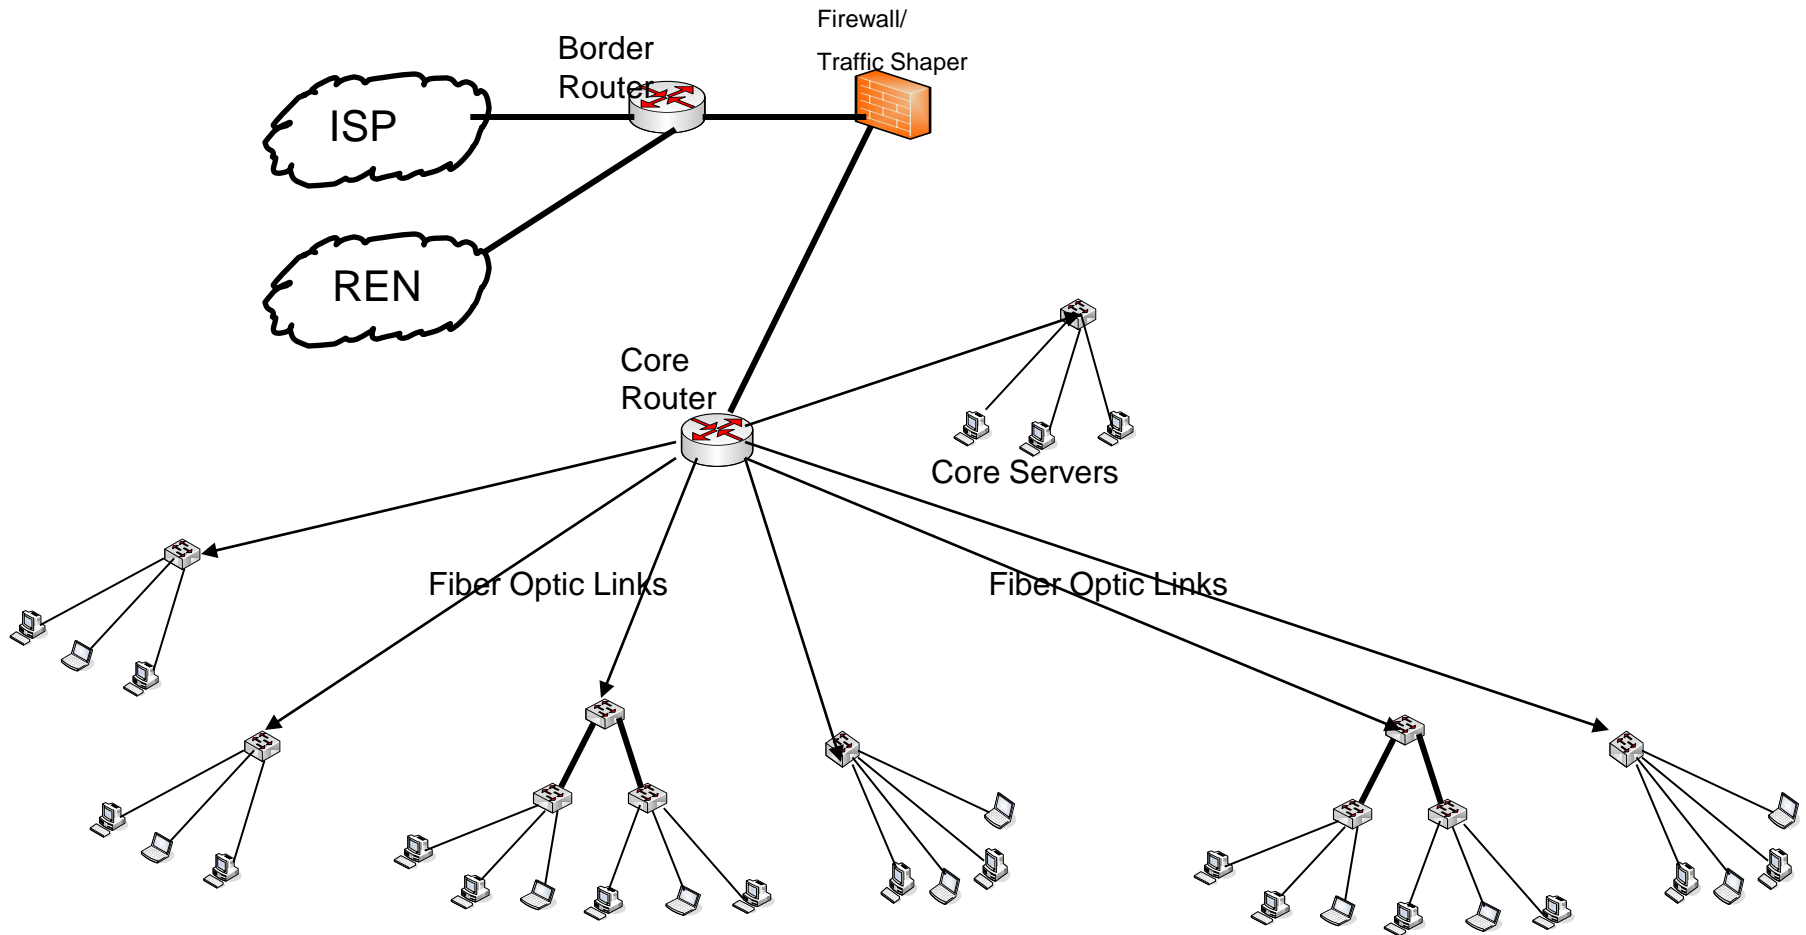 Firewall/
Traffic Shaper
Border
Router
ISP
REN
Core
Router
Core Servers
Fiber Optic Links
Fiber Optic Links